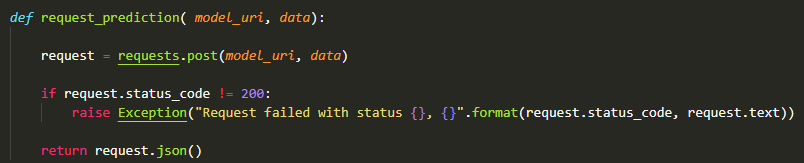 def request_prediction( model_uri, data):
request = requests.post(model_uri, data)
if request.status_code != 200:
raise Exception("Request failed with status {}, {}".format(request.status_code, request.text))
return request.json()